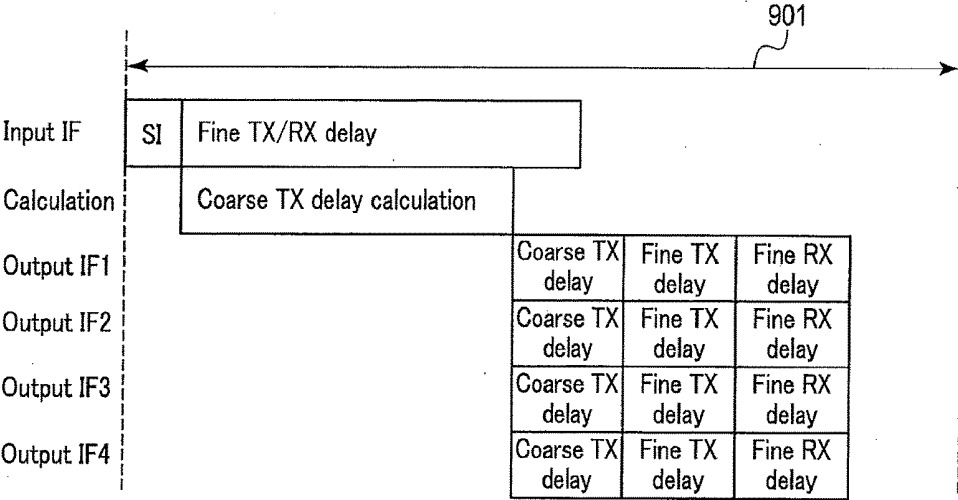 901
Input IF
SI
Fine TX/RX delay
Calculation
Coarse TX delay calculation
Output IF1
Coarse TX
delay
Fine TX
delay
Fine RX
delay
Output IF2
Coarse TX
delay
Fine TX
delay
Fine RX
delay
Output IF3
Coarse TX
delay
Fine TX
delay
Fine RX
delay
Output IF4
Coarse TX
delay
Fine TX
delay
Fine RX
delay